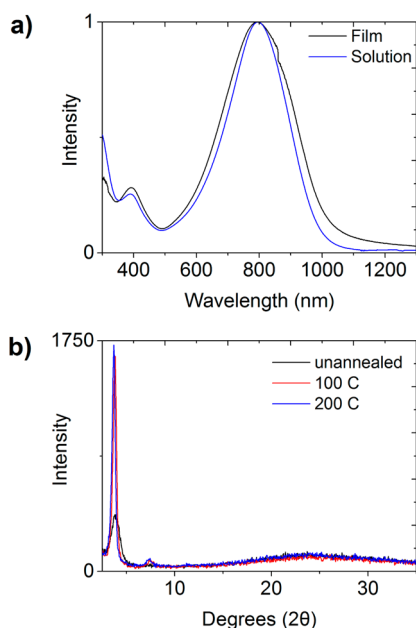 a)
1
Film
Solution
Intensity
0
400 600 800 1000 1200
Wavelength (nm)
b)
1750
unannealed
100 C
200 C
Intensity
0
10 20 30
Degrees (2θ)